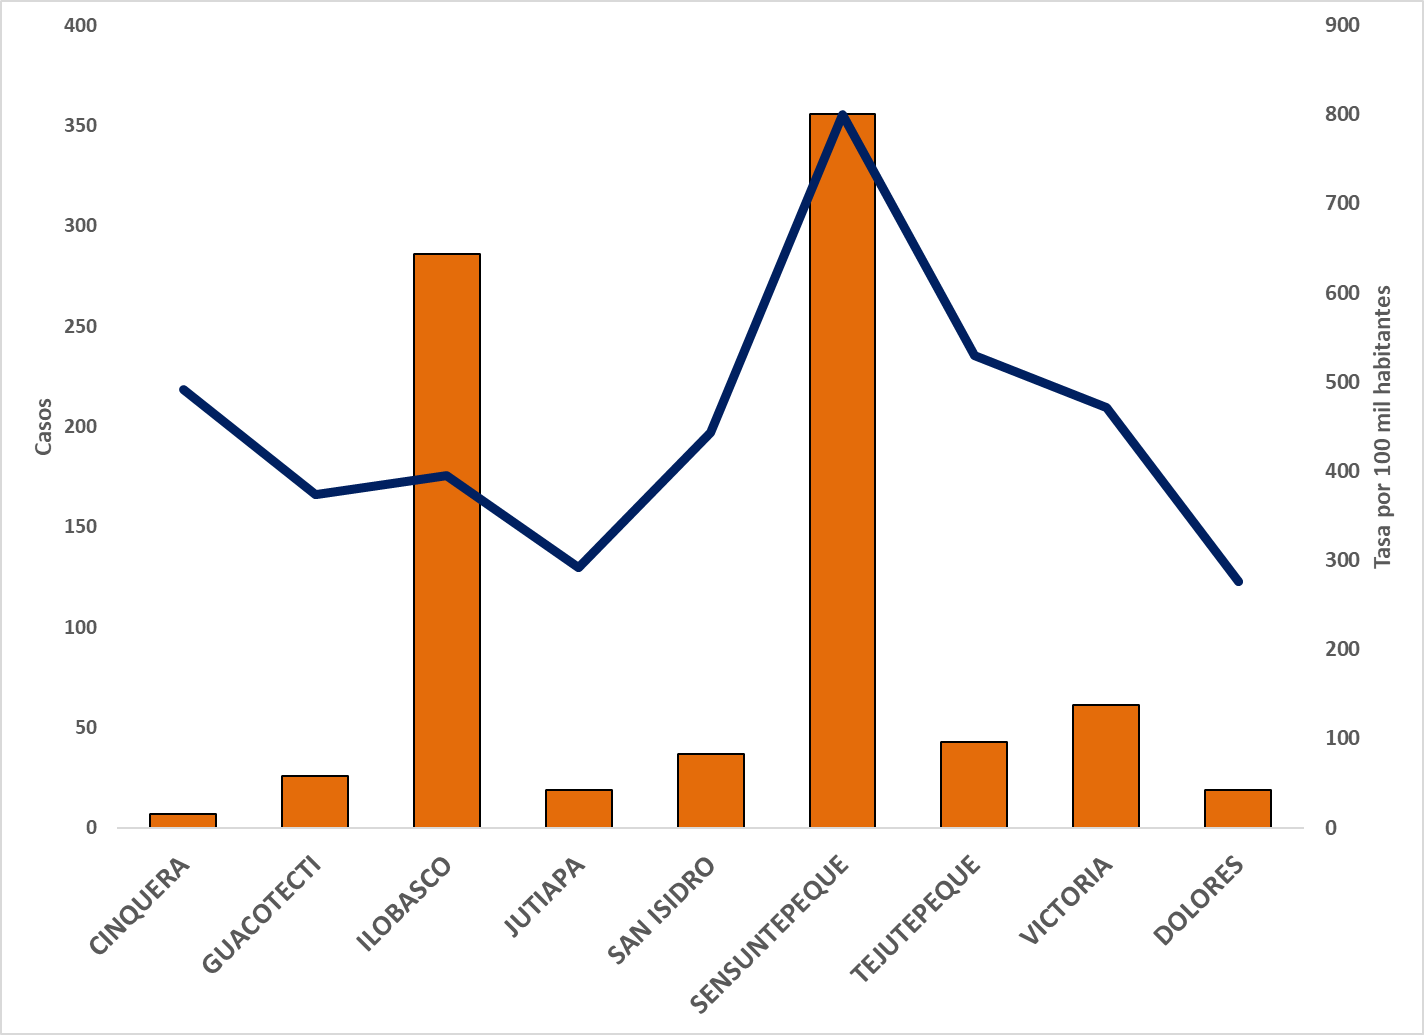 400
350
300
250
200
150
100
50
0
Casos
900
800
700
600
500
400
300
200
100
0
Tasa por 100 mil habitantes
CINQUERA
GUACOTECTI
ILOBASCO
JUTIAPA
SAN ISIDRO
SENSUNTEPEQUE
TEJUTEPEQUE
VICTORIA
DOLORES